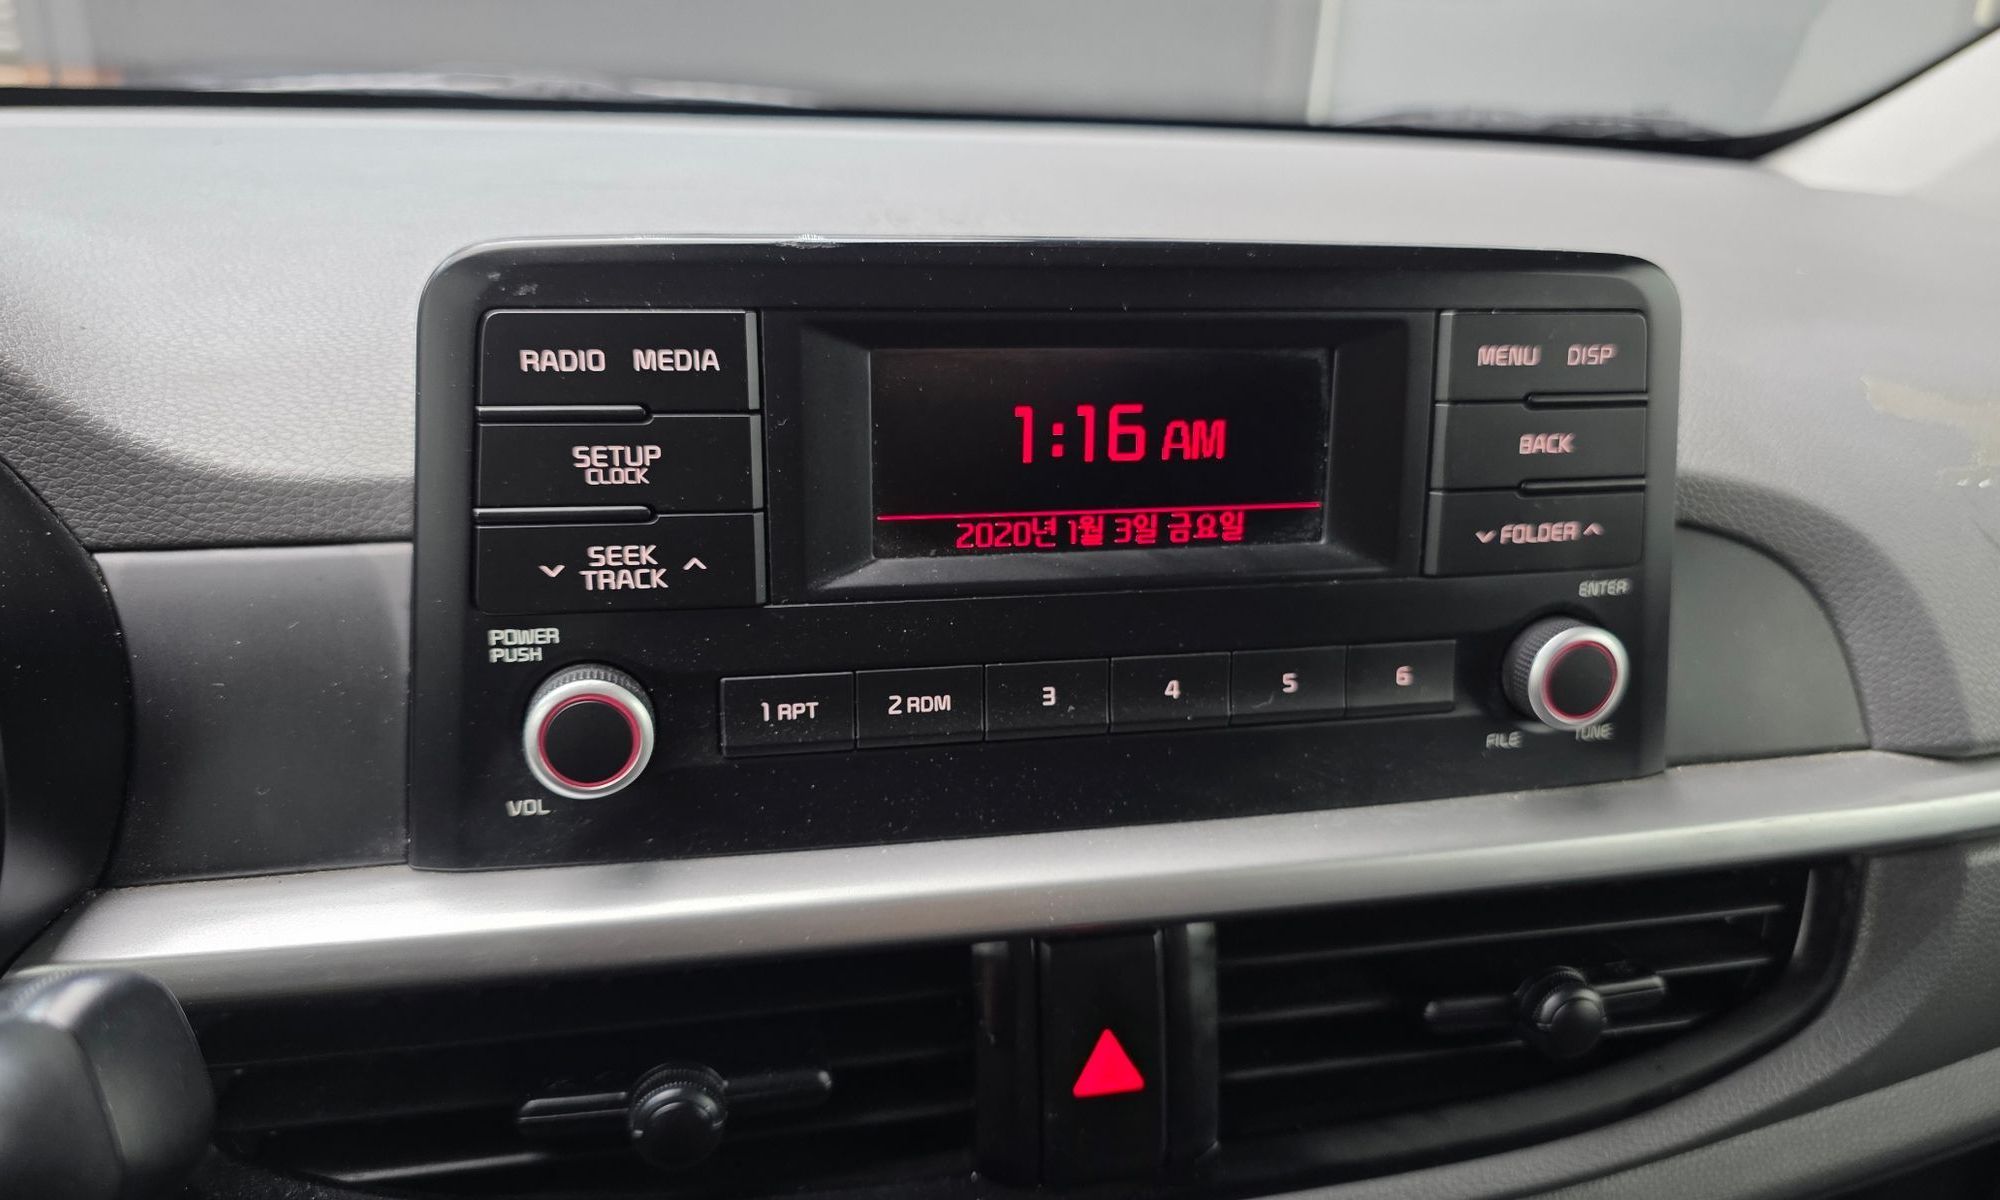 RADIO MEDIA
SETUP
CLOCK
SEEK
TRACK
POWER
PUSH
VOL
1:16 AM
2020년 1월 3일 금요일
1 RPT 2 RDM 3 4 5 6
MENU DISP
BACK
FOLDER
ENTER
FILE TUNE